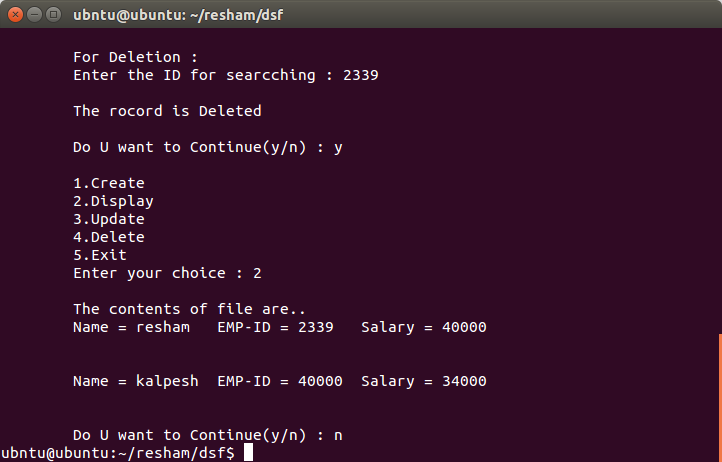 ubntu@ubuntu: ~/resham/dsf
For Deletion :
Enter the ID for searcching : 2339
The rocord is Deleted
Do U want to Continue(y/n) : y
1.Create
2.Display
3.Update
4.Delete
5.Exit
Enter your choice : 2
The contents of file are..
Name = resham   EMP-ID = 2339   Salary = 40000
Name = kalpesh  EMP-ID = 40000  Salary = 34000
Do U want to Continue(y/n) : n
ubntu@ubuntu:~/resham/dsf$